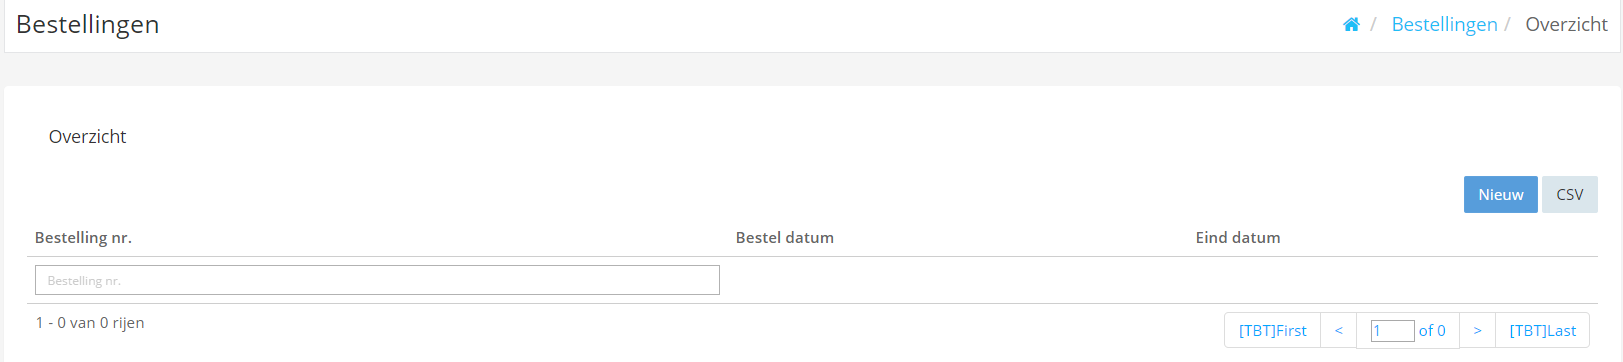 Bestellingen
/ Bestellingen / Overzicht
Overzicht
Nieuw CSV
Bestelling nr. Bestel datum Eind datum
Bestelling nr.
1 - 0 van 0 rijen
[TBT]First < 1 of 0 > [TBT]Last